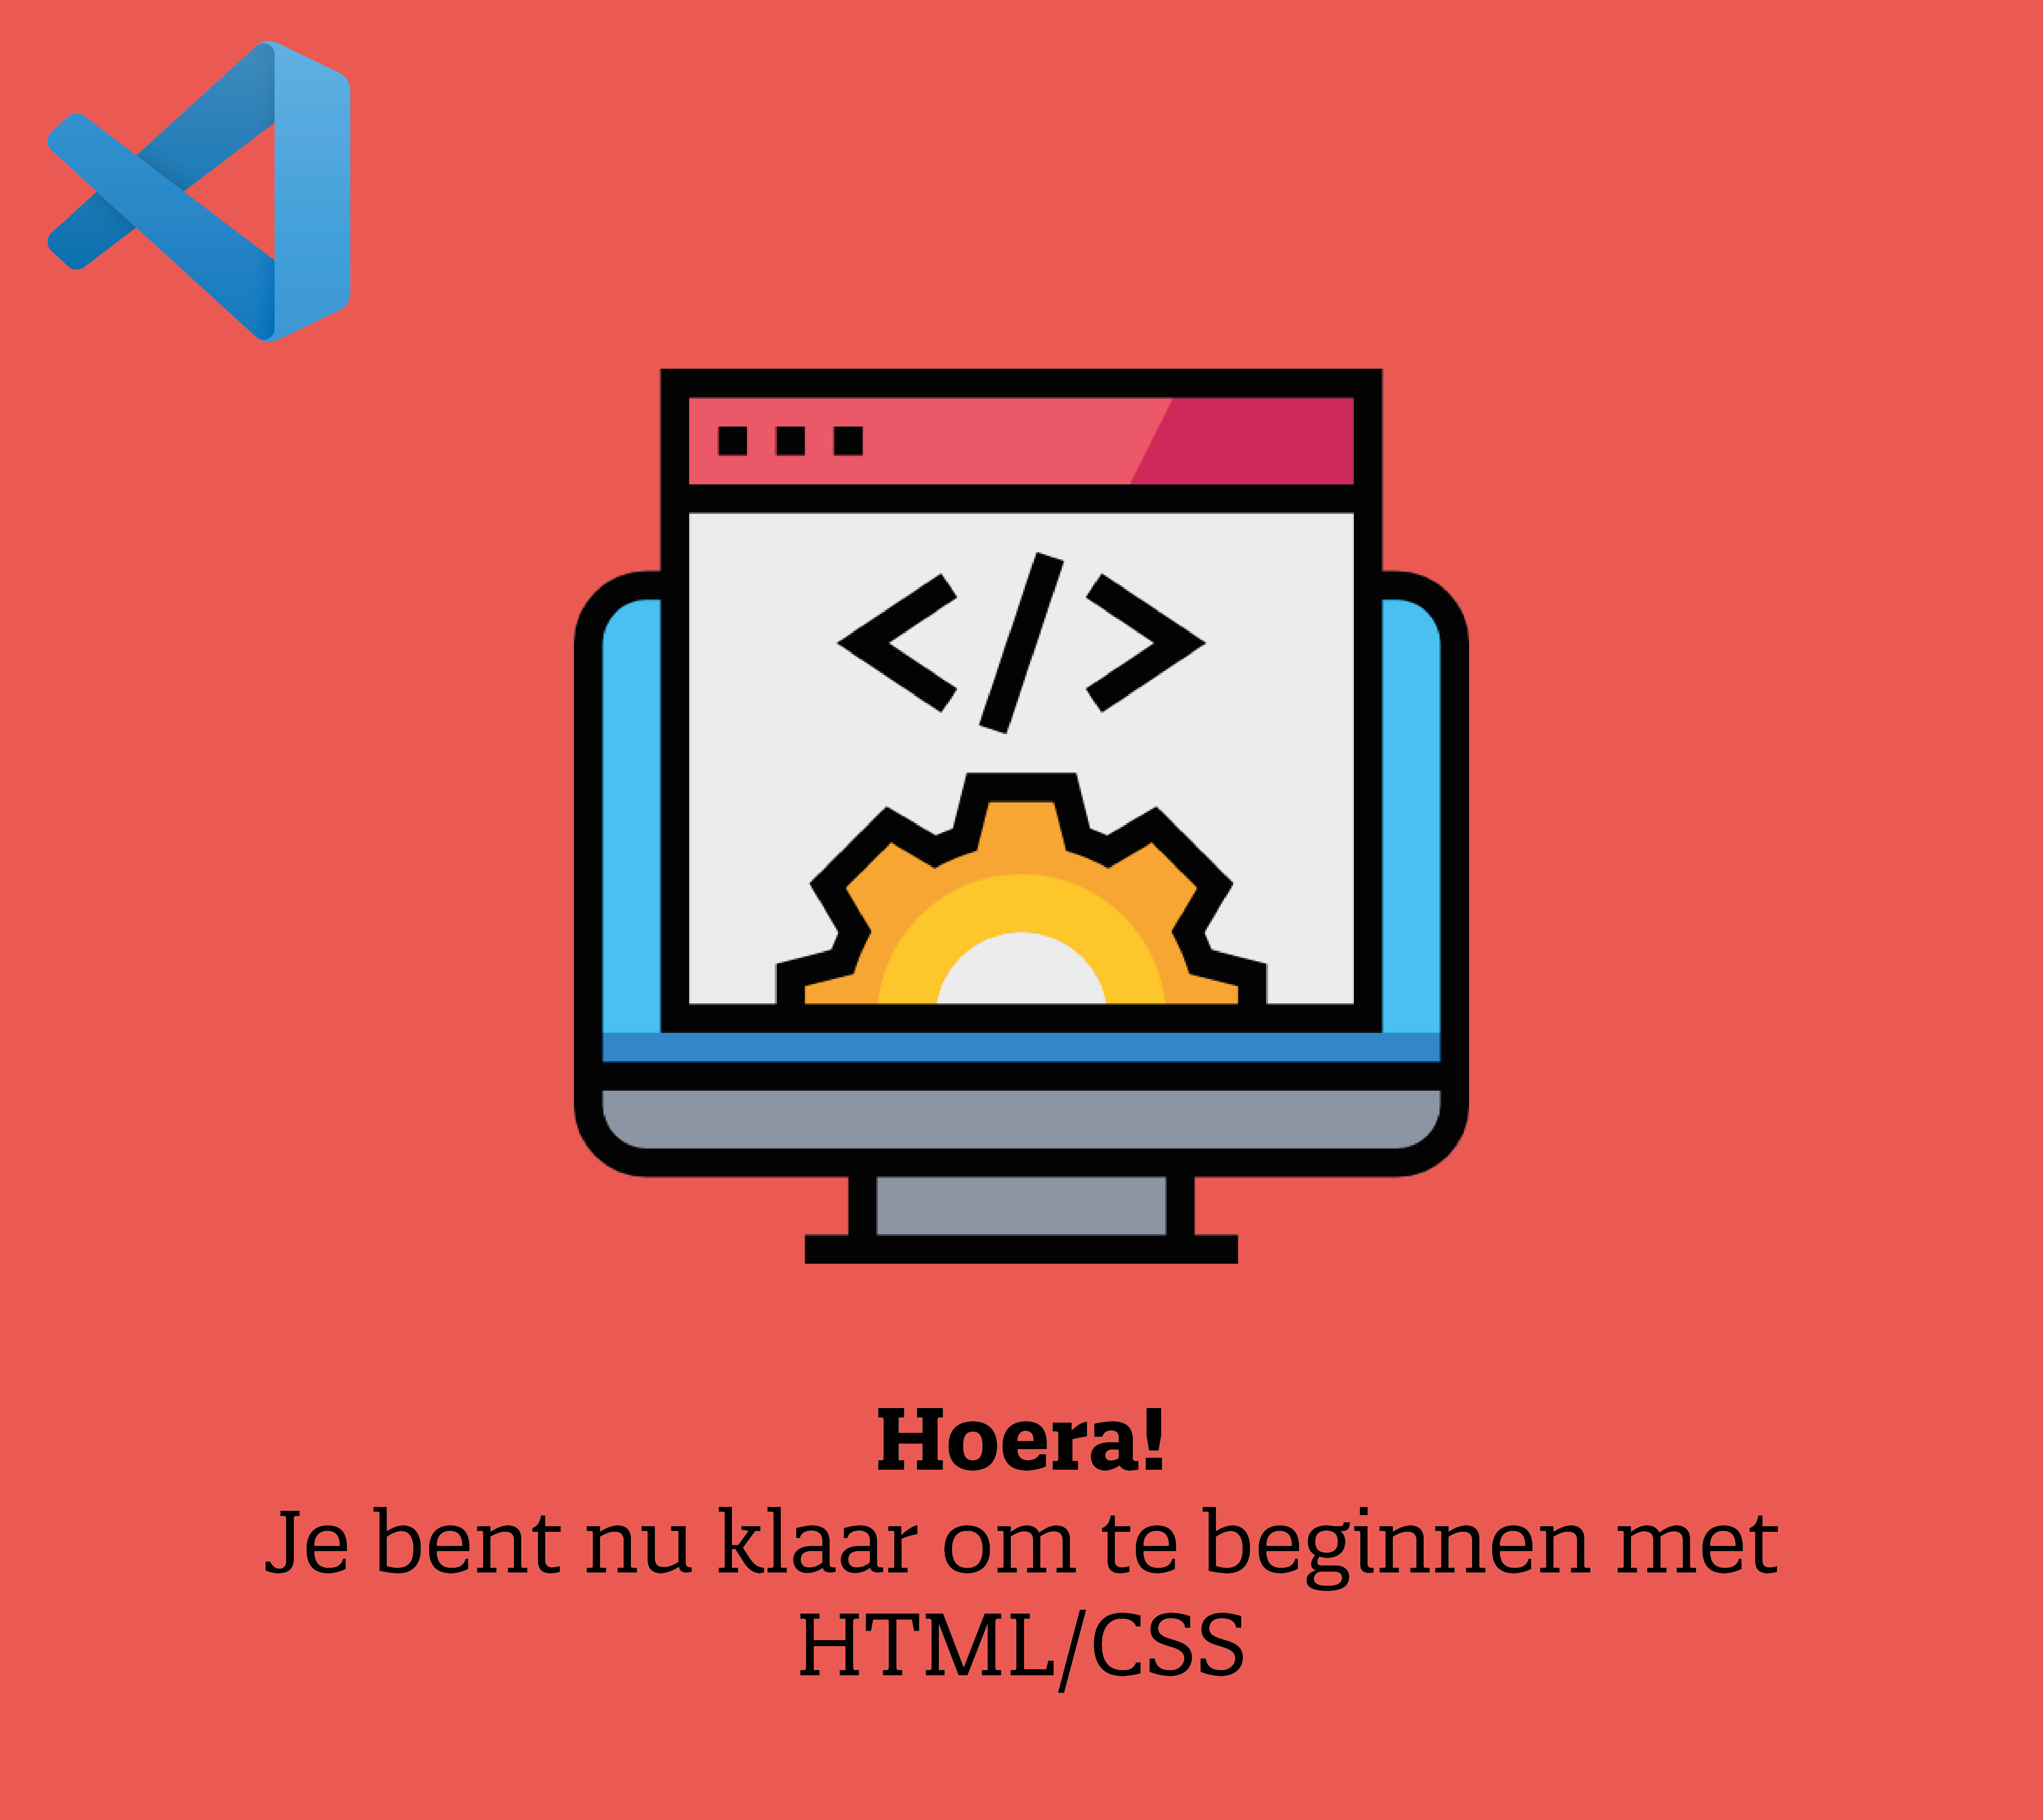 </>
Hoera!
Je bent nu klaar om te beginnen met
HTML/CSS